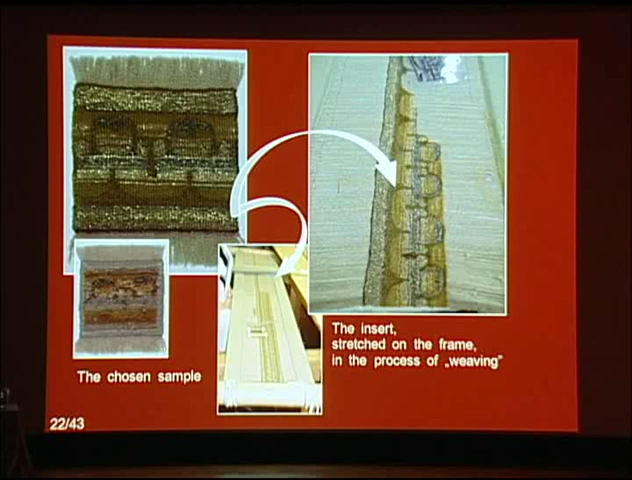 The insert,
stretched on the frame,
in the process of „weaving"
The chosen sample
22/43